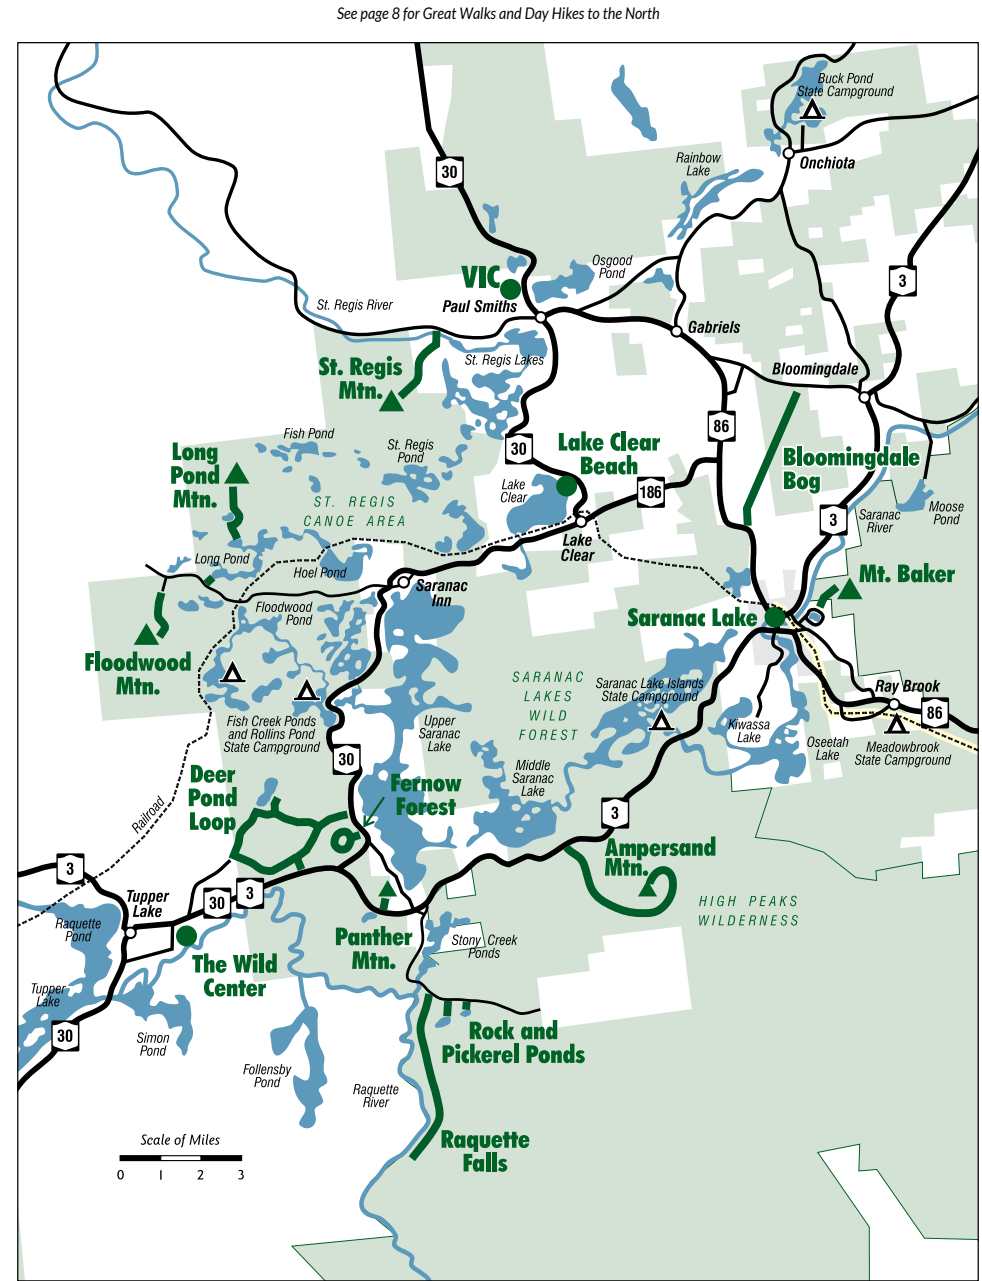 See page 8 for Great Walks and Day Hikes to the North
Buck Pond
State Campground
Rainbow
Lake
Onchiota
30
3
Osgood
Pond
VIC
Paul Smiths
St. Regis River
Gabriels
St. Regis Lakes
St. Regis
Mtn.
Bloomingdale
86
Fish Pond
St. Regis
Pond
30
Lake Clear
Beach
Long
Pond
Mtn.
Bloomingdale
Bog
Lake
Clear
186
ST. REGIS
CANOE AREA
Saranac
River
Moose
Pond
3
Lake
Clear
Long Pond
Hoel Pond
Saranac
Inn
Mt. Baker
Floodwood
Pond
Saranac Lake
Floodwood
Mtn.
SARANAC
LAKES
WILD
FOREST
Saranac Lake Islands
State Campground
Ray Brook
86
Fish Creek Ponds
and Rollins Pond
State Campground
Upper
Saranac
Lake
Kiwassa
Lake
Oseetah
Lake
Meadowbrook
State Campground
30
Middle
Saranac
Lake
Deer
Pond
Loop
Fernow
Forest
Railroad
3
Ampersand
Mtn.
3
HIGH PEAKS
WILDERNESS
Tupper
Lake
30
3
Raquette
Pond
Panther
Mtn.
Stony Creek
Ponds
The Wild
Center
Tupper
Lake
30
Simon
Pond
Rock and
Pickerel Ponds
Follensby
Pond
Raquette
River
Raquette
Falls
Scale of Miles
0 1 2 3